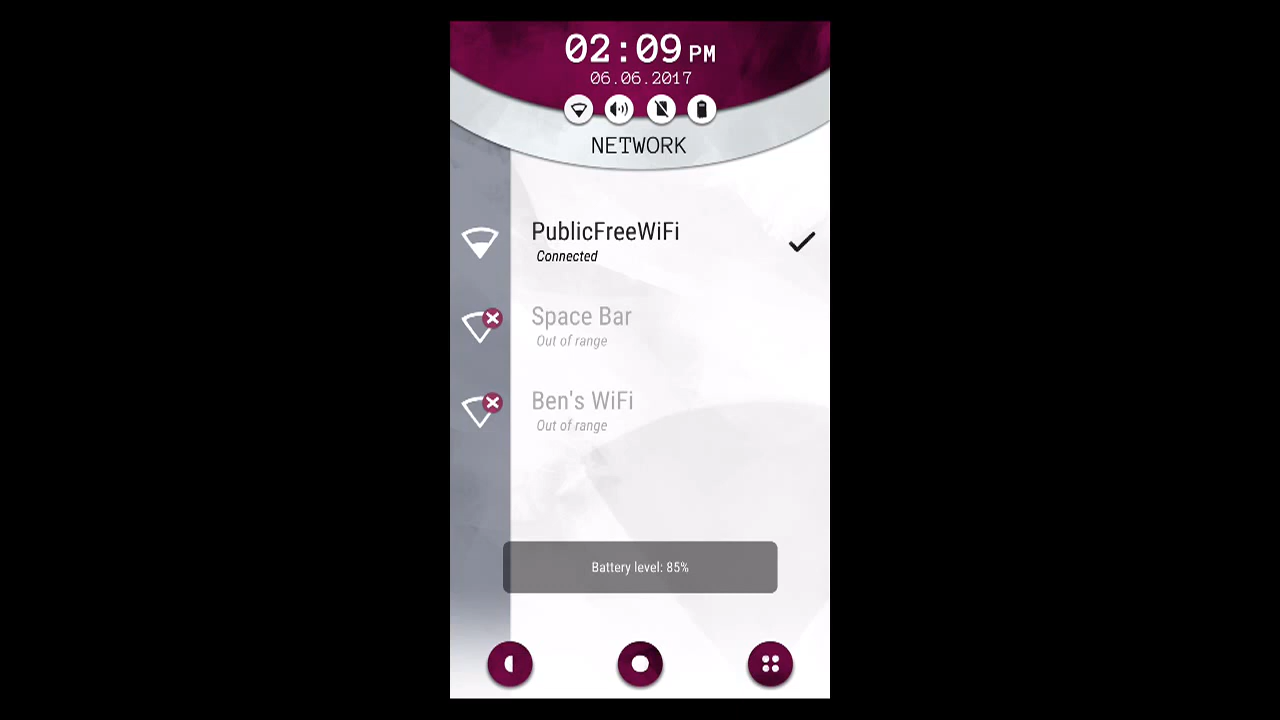 02:09 PM
06.06.2017
NETWORK
PublicFreeWiFi
Connected
Space Bar
Out of range
Ben's WiFi
Out of range
Battery level: 85%